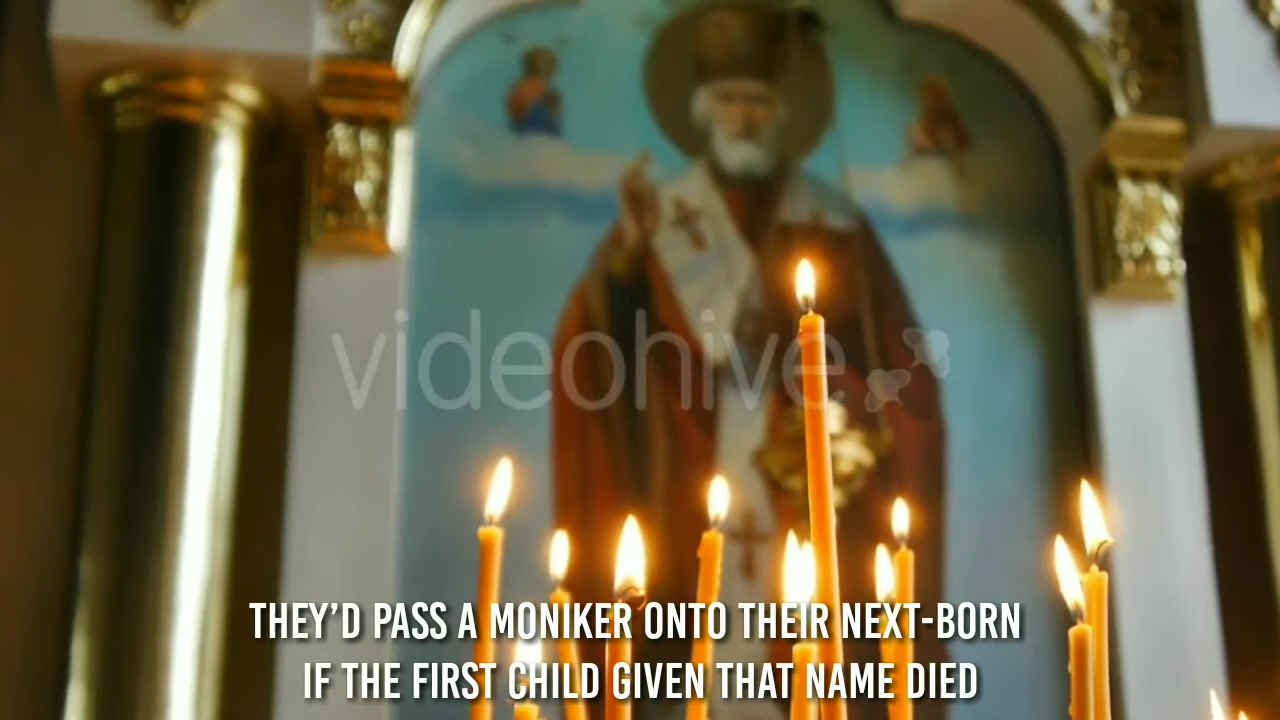 videohive
THEY'D PASS A MONIKER ONTO THEIR NEXT-BORN
IF THE FIRST CHILD GIVEN THAT NAME DIED